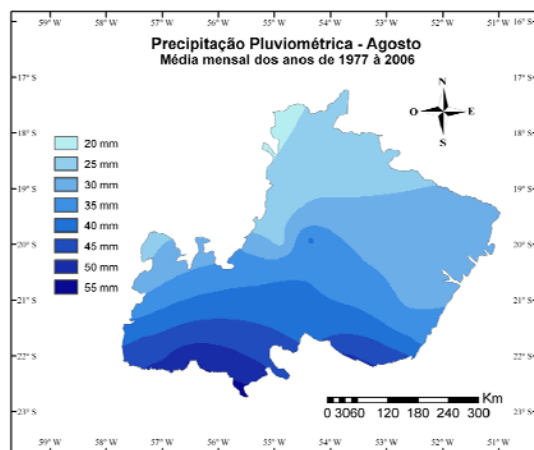 Precipitação Pluviométrica - Agosto
Média mensal dos anos de 1977 à 2006
59° W 58° W 57° W 56° W 55° W 54° W 53° W 52° W 51° W
16° S 16° S
17° S 17° S
18° S 18° S
19° S 19° S
20° S 20° S
21° S 21° S
22° S 22° S
23° S 23° S
N
O E
S
20 mm
25 mm
30 mm
35 mm
40 mm
45 mm
50 mm
55 mm
Km
0 3060 120 180 240 300
59° W 58° W 57° W 56° W 55° W 54° W 53° W 52° W 51° W